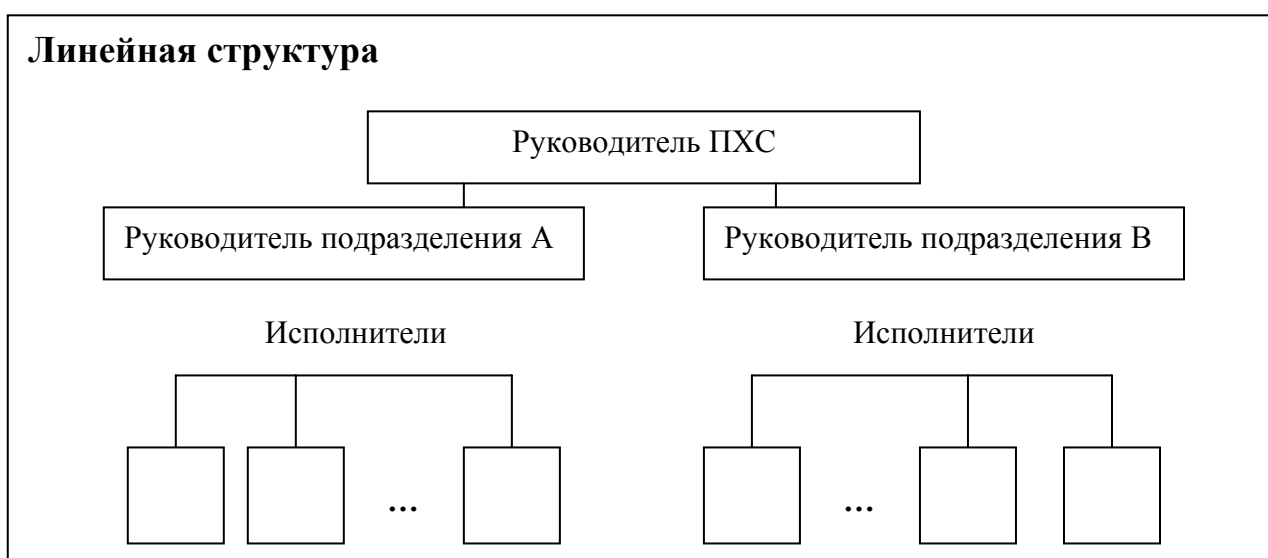 Линейная структура
Руководитель ПХС
Руководитель подразделения А
Руководитель подразделения В
Исполнители
Исполнители
...
...